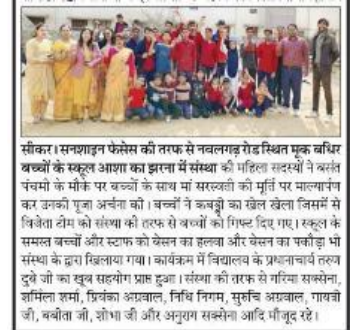 सीकर। सनशाइन फेसेस की तरफ से नवलगढ़ रोड स्थित मूक बधिर
बच्चों के स्कूल आशा का झरना में संस्था की महिला सदस्यों ने बसंत
पंचमी के मौके पर बच्चों के साथ मां सरस्वती की मूर्ति पर माल्यार्पण
कर उनकी पूजा अर्चना की। बच्चों ने कबड्डी का खेल खेला जिसमें से
विजेता टीम को संस्था की तरफ से बच्चों को गिफ्ट दिए गए। स्कूल के
समस्त बच्चों और स्टाफ को बेसन का हलवा और बेसन का पकौड़ा भी
संस्था के द्वारा खिलाया गया। कार्यक्रम में विद्यालय के प्रधानाचार्य तरुण
दुबे जी का खूब सहयोग प्राप्त हुआ। संस्था की तरफ से गरिमा सक्सेना,
शर्मिला शर्मा, प्रियंका अग्रवाल, निधि निगम, सुरुचि अग्रवाल, गायत्री
जी, बबीता जी, शोभा जी और अनुराग सक्सेना आदि मौजूद रहे।